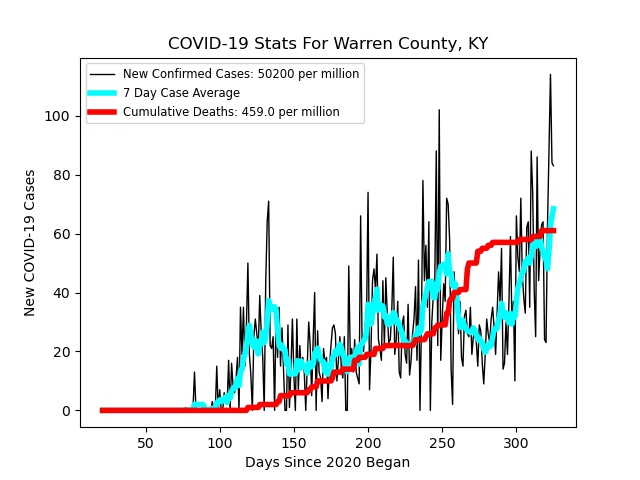 COVID-19 Stats For Warren County, KY
New Confirmed Cases: 50200 per million
7 Day Case Average
Cumulative Deaths: 459.0 per million
New COVID-19 Cases
100
80
60
40
20
0
50 100 150 200 250 300
Days Since 2020 Began